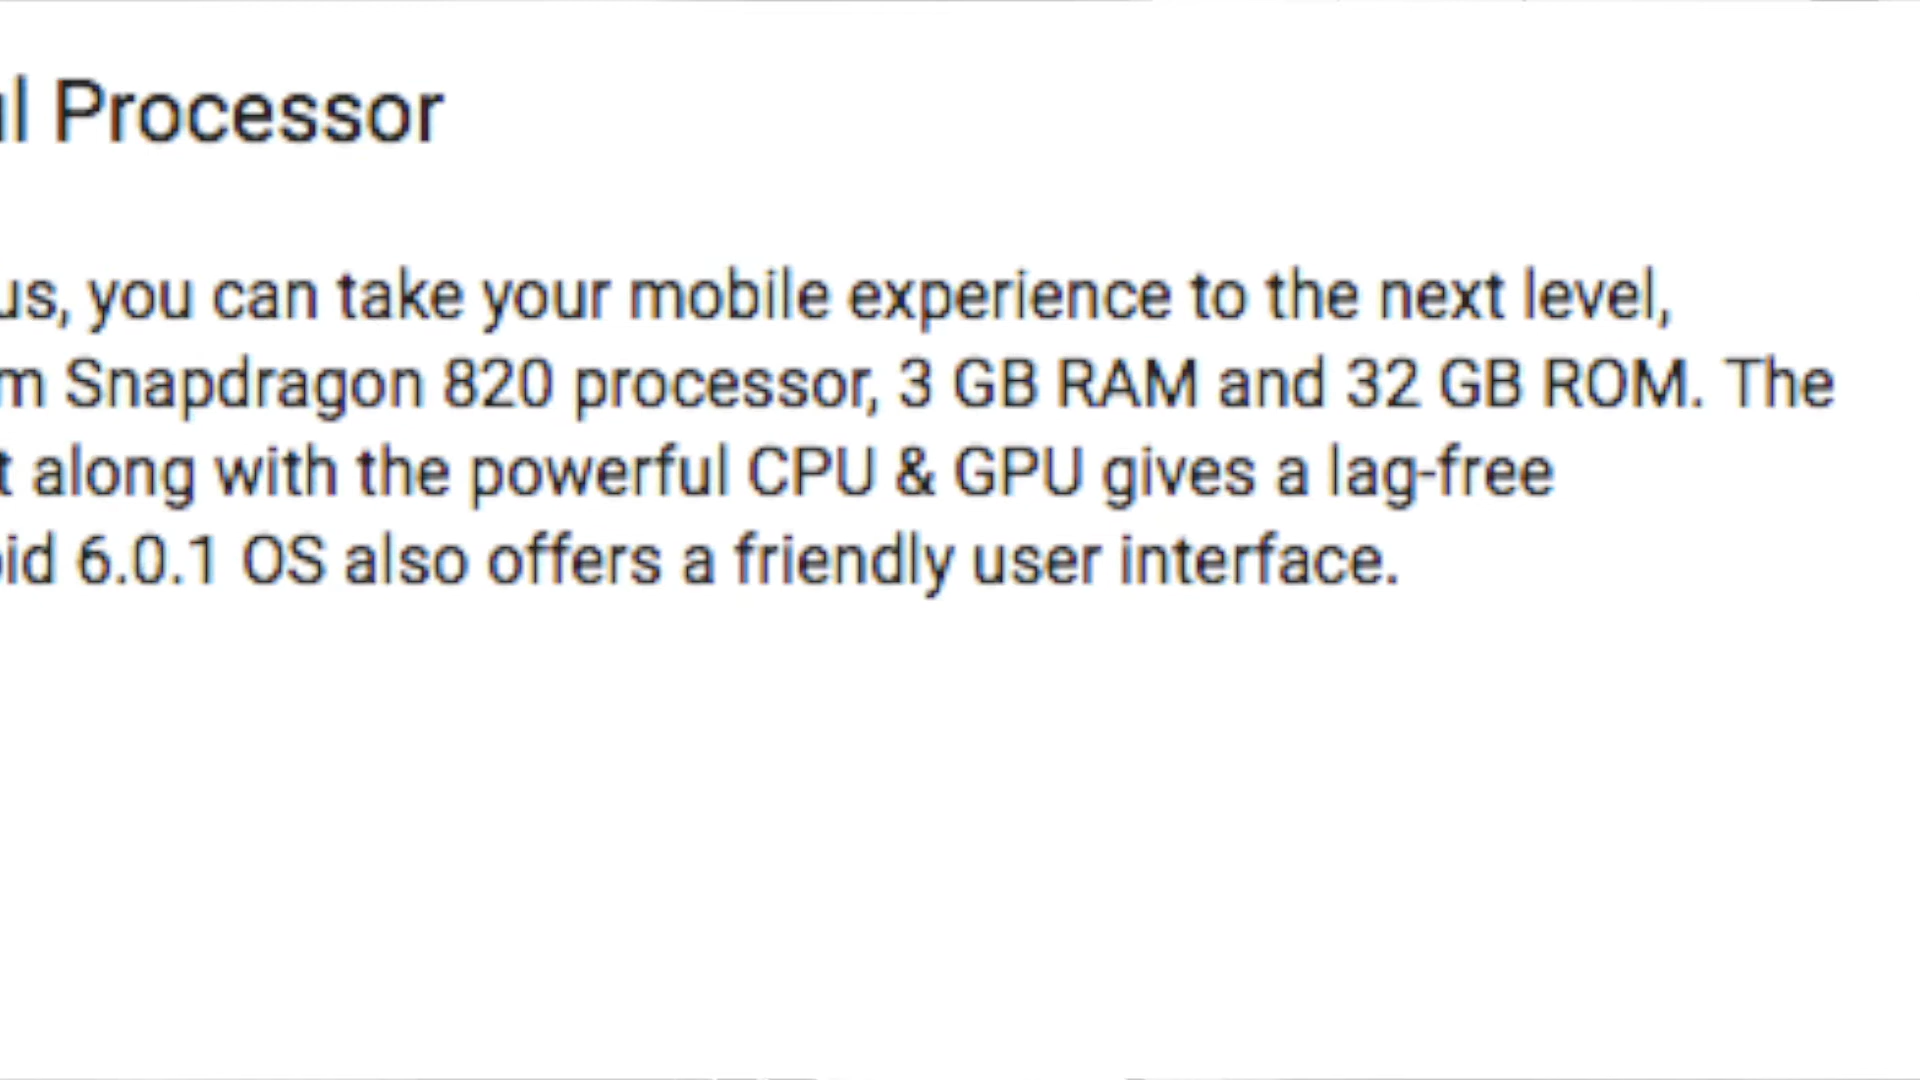 Processor
you can take your mobile experience to the next level,
Snapdragon 820 processor, 3 GB RAM and 32 GB ROM. The
along with the powerful CPU & GPU gives a lag-free
6.0.1 OS also offers a friendly user interface.